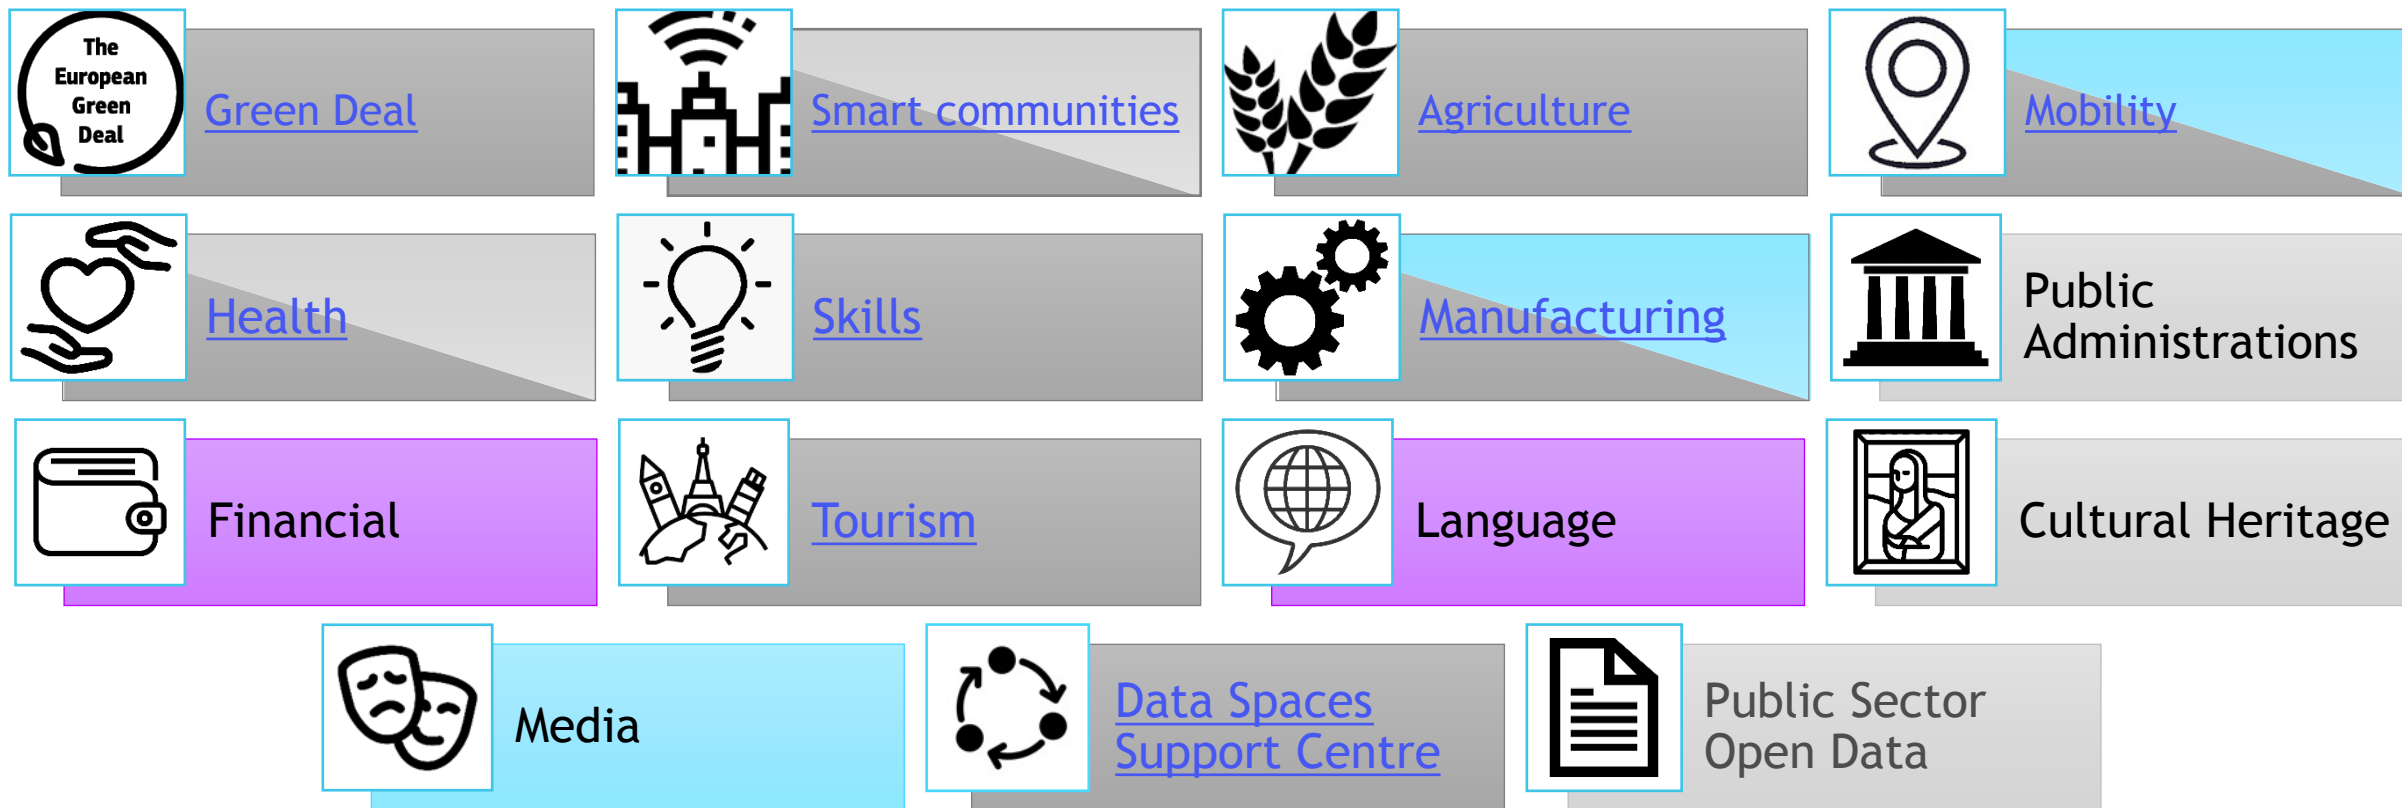 The
European
Green
Deal
Green Deal
Smart communities
Agriculture
Mobility
Health
Skills
Manufacturing
Public
Administrations
Financial
Tourism
Language
Cultural Heritage
Media
Data Spaces
Support Centre
Public Sector
Open Data